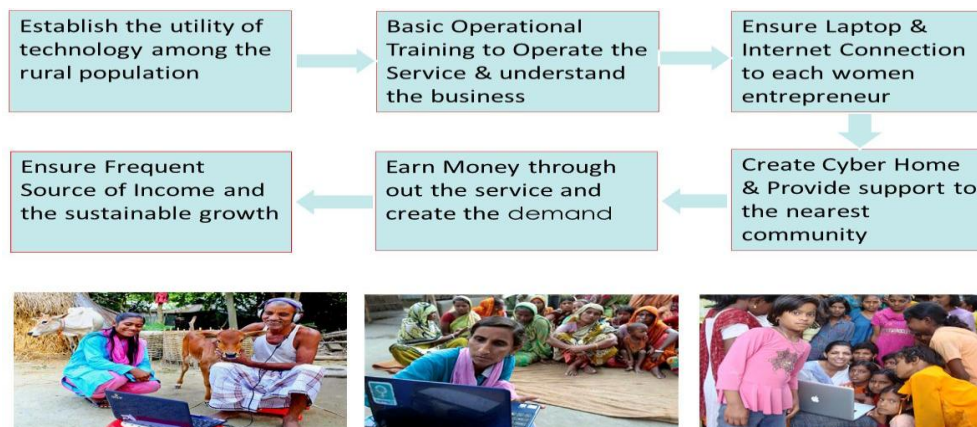 Establish the utility of
technology among the
rural population
Basic Operational
Training to Operate the
Service & understand
the business
Ensure Laptop &
Internet Connection
to each women
entrepreneur
Create Cyber Home
& Provide support to
the nearest
community
Earn Money through
out the service and
create the demand
Ensure Frequent
Source of Income and
the sustainable growth